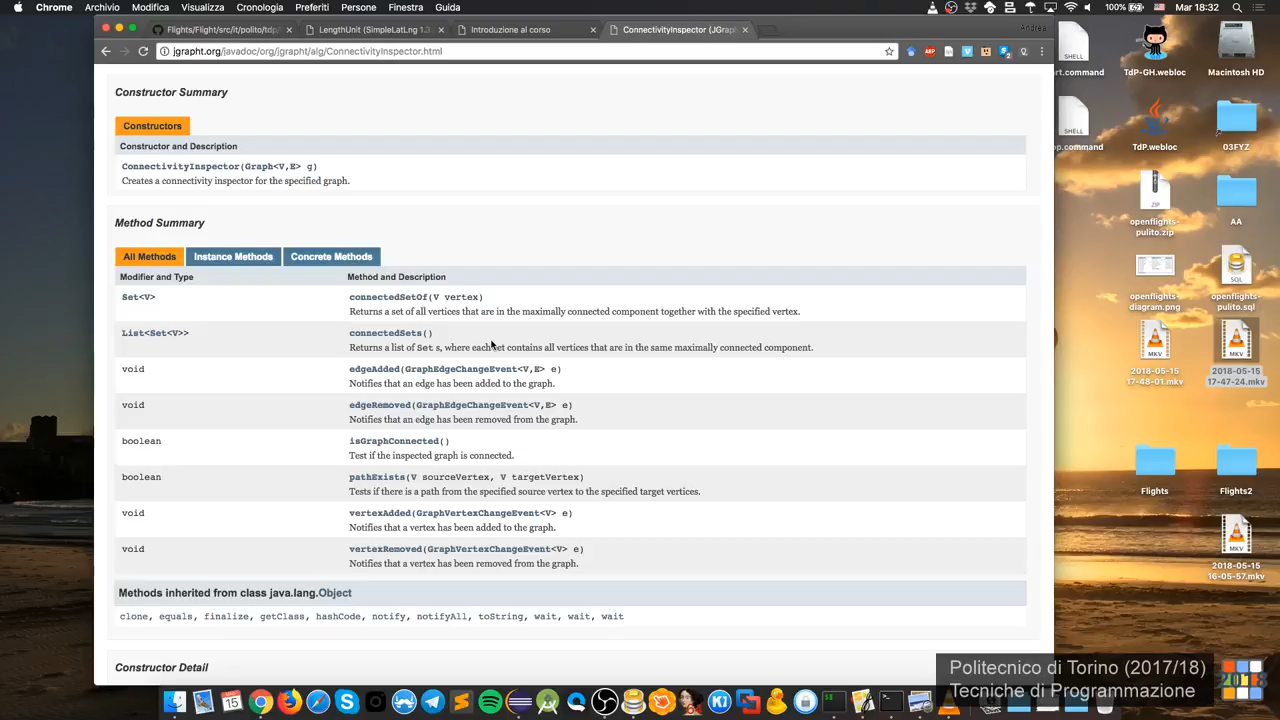 Chrome Archivio Modifica Visualizza Cronologia Preferiti Persone Finestra Guida
100% Mar 18:32
Flights/Flight/src/it/polito/tdp/
LengthUnit (SimpleLatLng 1.3.
Introduzione al corso
ConnectivityInspector (JGraph
Andrea
jgrapht.org/javadoc/org/jgrapht/alg/ConnectivityInspector.html
Constructor Summary
Constructors
Constructor and Description
ConnectivityInspector(Graph<V,E> g)
Creates a connectivity inspector for the specified graph.
Method Summary
All Methods Instance Methods Concrete Methods
Modifier and Type Method and Description
Set<V> connectedSetOf(V vertex)
Returns a set of all vertices that are in the maximally connected component together with the specified vertex.
List<Set<V>> connectedSets()
Returns a list of Set s, where each set contains all vertices that are in the same maximally connected component.
void edgeAdded(GraphEdgeChangeEvent<V,E> e)
Notifies that an edge has been added to the graph.
void edgeRemoved(GraphEdgeChangeEvent<V,E> e)
Notifies that an edge has been removed from the graph.
boolean isGraphConnected()
Test if the inspected graph is connected.
boolean pathExists(V sourceVertex, V targetVertex)
Tests if there is a path from the specified source vertex to the specified target vertices.
void vertexAdded(GraphVertexChangeEvent<V> e)
Notifies that a vertex has been added to the graph.
void vertexRemoved(GraphVertexChangeEvent<V> e)
Notifies that a vertex has been removed from the graph.
Methods inherited from class java.lang.Object
clone, equals, finalize, getClass, hashCode, notify, notifyAll, toString, wait, wait, wait
Constructor Detail
SHELL
art.command
TdP-GH.webloc
Macintosh HD
SHELL
op.command
TdP.webloc
03FYZ
ZIP
openflights-
pulito.zip
AA
openflights-
diagram.png
SQL
openflights-
pulito.sql
MKV
2018-05-15
17-48-01.mkv
MKV
2018-05-15
17-47-24.mkv
Flights
Flights2
MKV
2018-05-15
16-05-57.mkv
Politecnico di Torino (2017/18)
Tecniche di Programmazione
2018